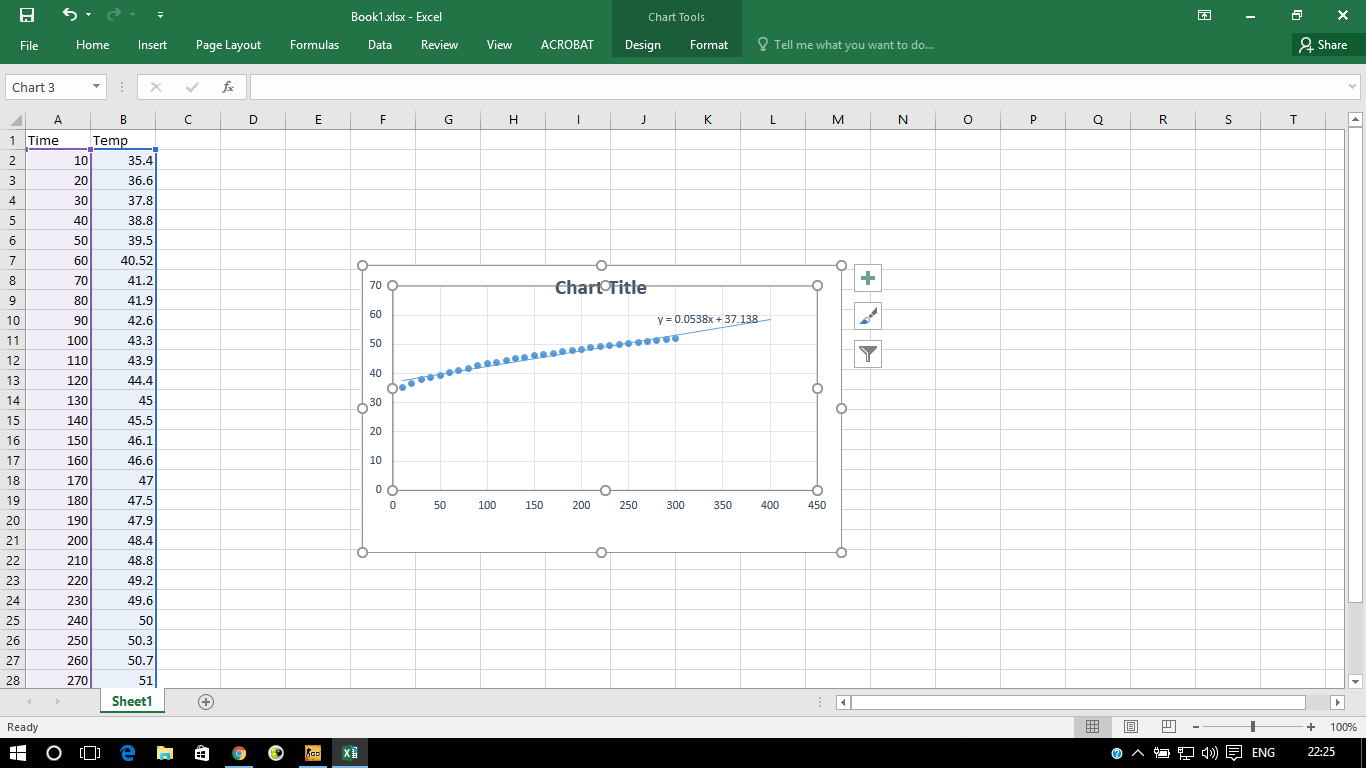 Book1.xlsx - Excel
Chart Tools
File Home Insert Page Layout Formulas Data Review View ACROBAT Design Format Tell me what you want to do... Share
Chart 3 fx
A B C D E F G H I J K L M N O P Q R S T
1 Time Temp
2 10 35.4
3 20 36.6
4 30 37.8
5 40 38.8
6 50 39.5
7 60 40.52
8 70 41.2
9 80 41.9
10 90 42.6
11 100 43.3
12 110 43.9
13 120 44.4
14 130 45
15 140 45.5
16 150 46.1
17 160 46.6
18 170 47
19 180 47.5
20 190 47.9
21 200 48.4
22 210 48.8
23 220 49.2
24 230 49.6
25 240 50
26 250 50.3
27 260 50.7
28 270 51
Chart Title
y = 0.0538x + 37.138
70
60
50
40
30
20
10
0
0 50 100 150 200 250 300 350 400 450
Sheet1
Ready
100%
ENG 22:25